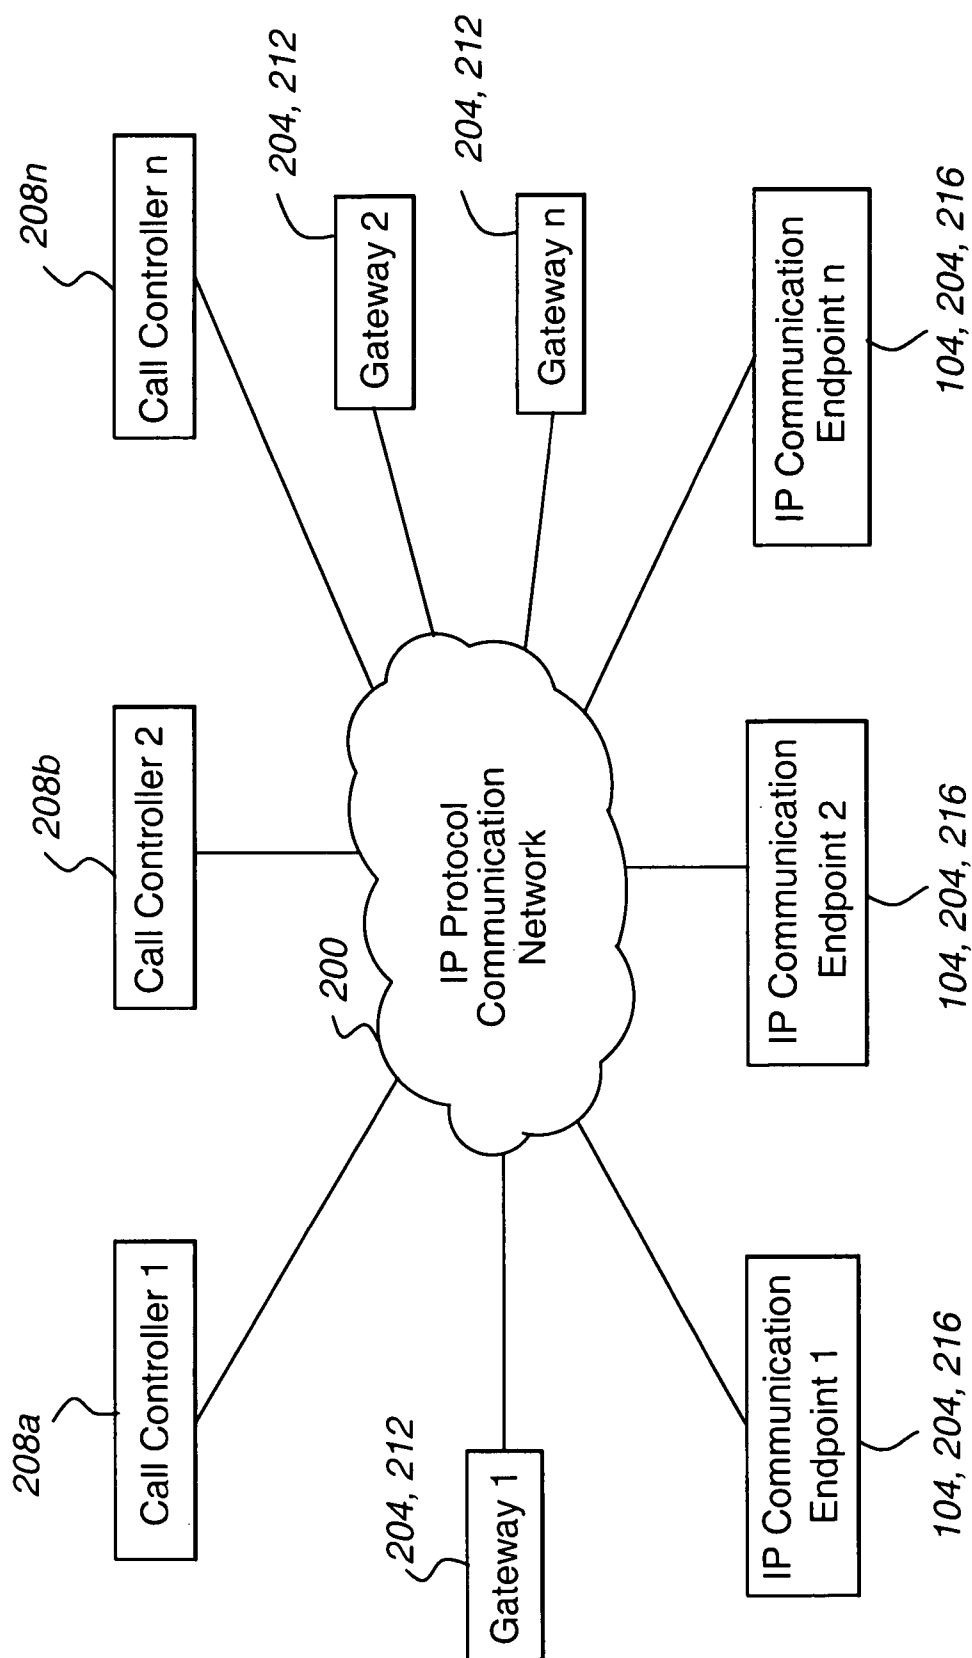 208a
Call Controller 1
208b
Call Controller 2
208n
Call Controller n
204, 212
Gateway 1
200
IP Protocol
Communication
Network
204, 212
Gateway 2
204, 212
Gateway n
IP Communication
Endpoint 1
104, 204, 216
IP Communication
Endpoint 2
104, 204, 216
IP Communication
Endpoint n
104, 204, 216